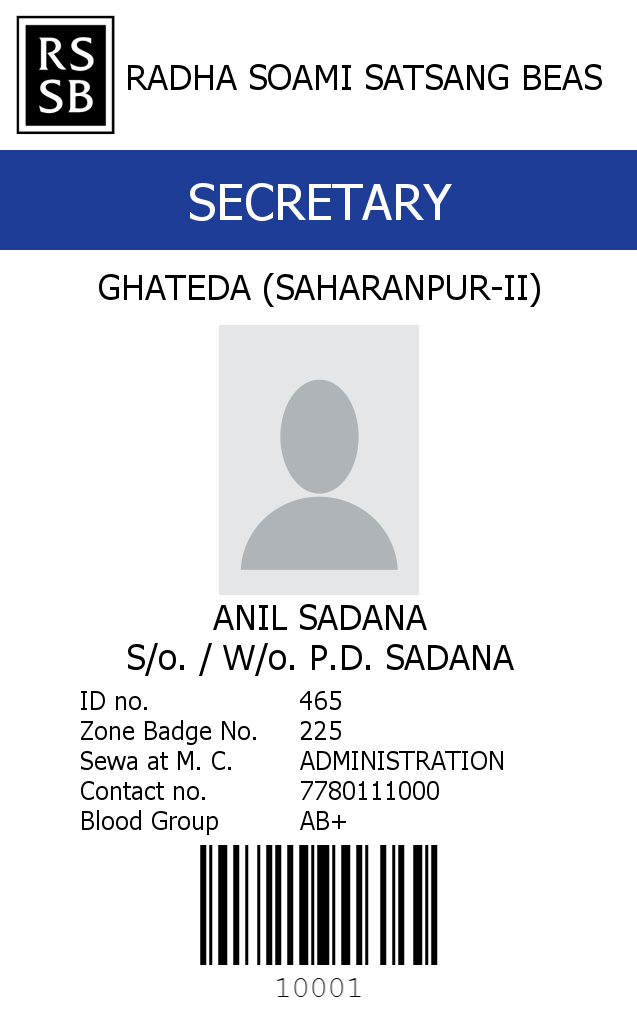 RS
SB
RADHA SOAMI SATSANG BEAS
SECRETARY
GHATEDA (SAHARANPUR-II)
ANIL SADANA
S/o. / W/o. P.D. SADANA
ID no. 465
Zone Badge No. 225
Sewa at M. C. ADMINISTRATION
Contact no. 7780111000
Blood Group AB+
10001